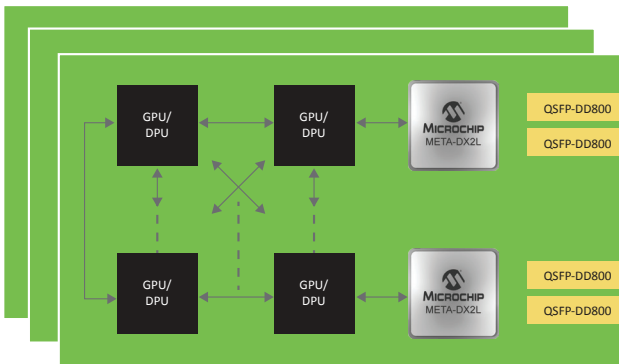 GPU/
DPU
GPU/
DPU
MICROCHIP
META-DX2L
QSFP-DD800
QSFP-DD800
GPU/
DPU
GPU/
DPU
MICROCHIP
META-DX2L
QSFP-DD800
QSFP-DD800